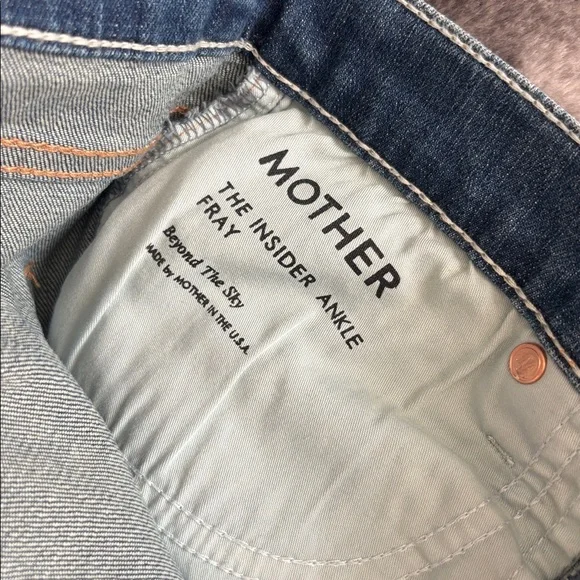 MOTHER
THE INSIDER ANKLE
FRAY
Beyond The Sky
MADE by MOTHER IN THE U.S.A.